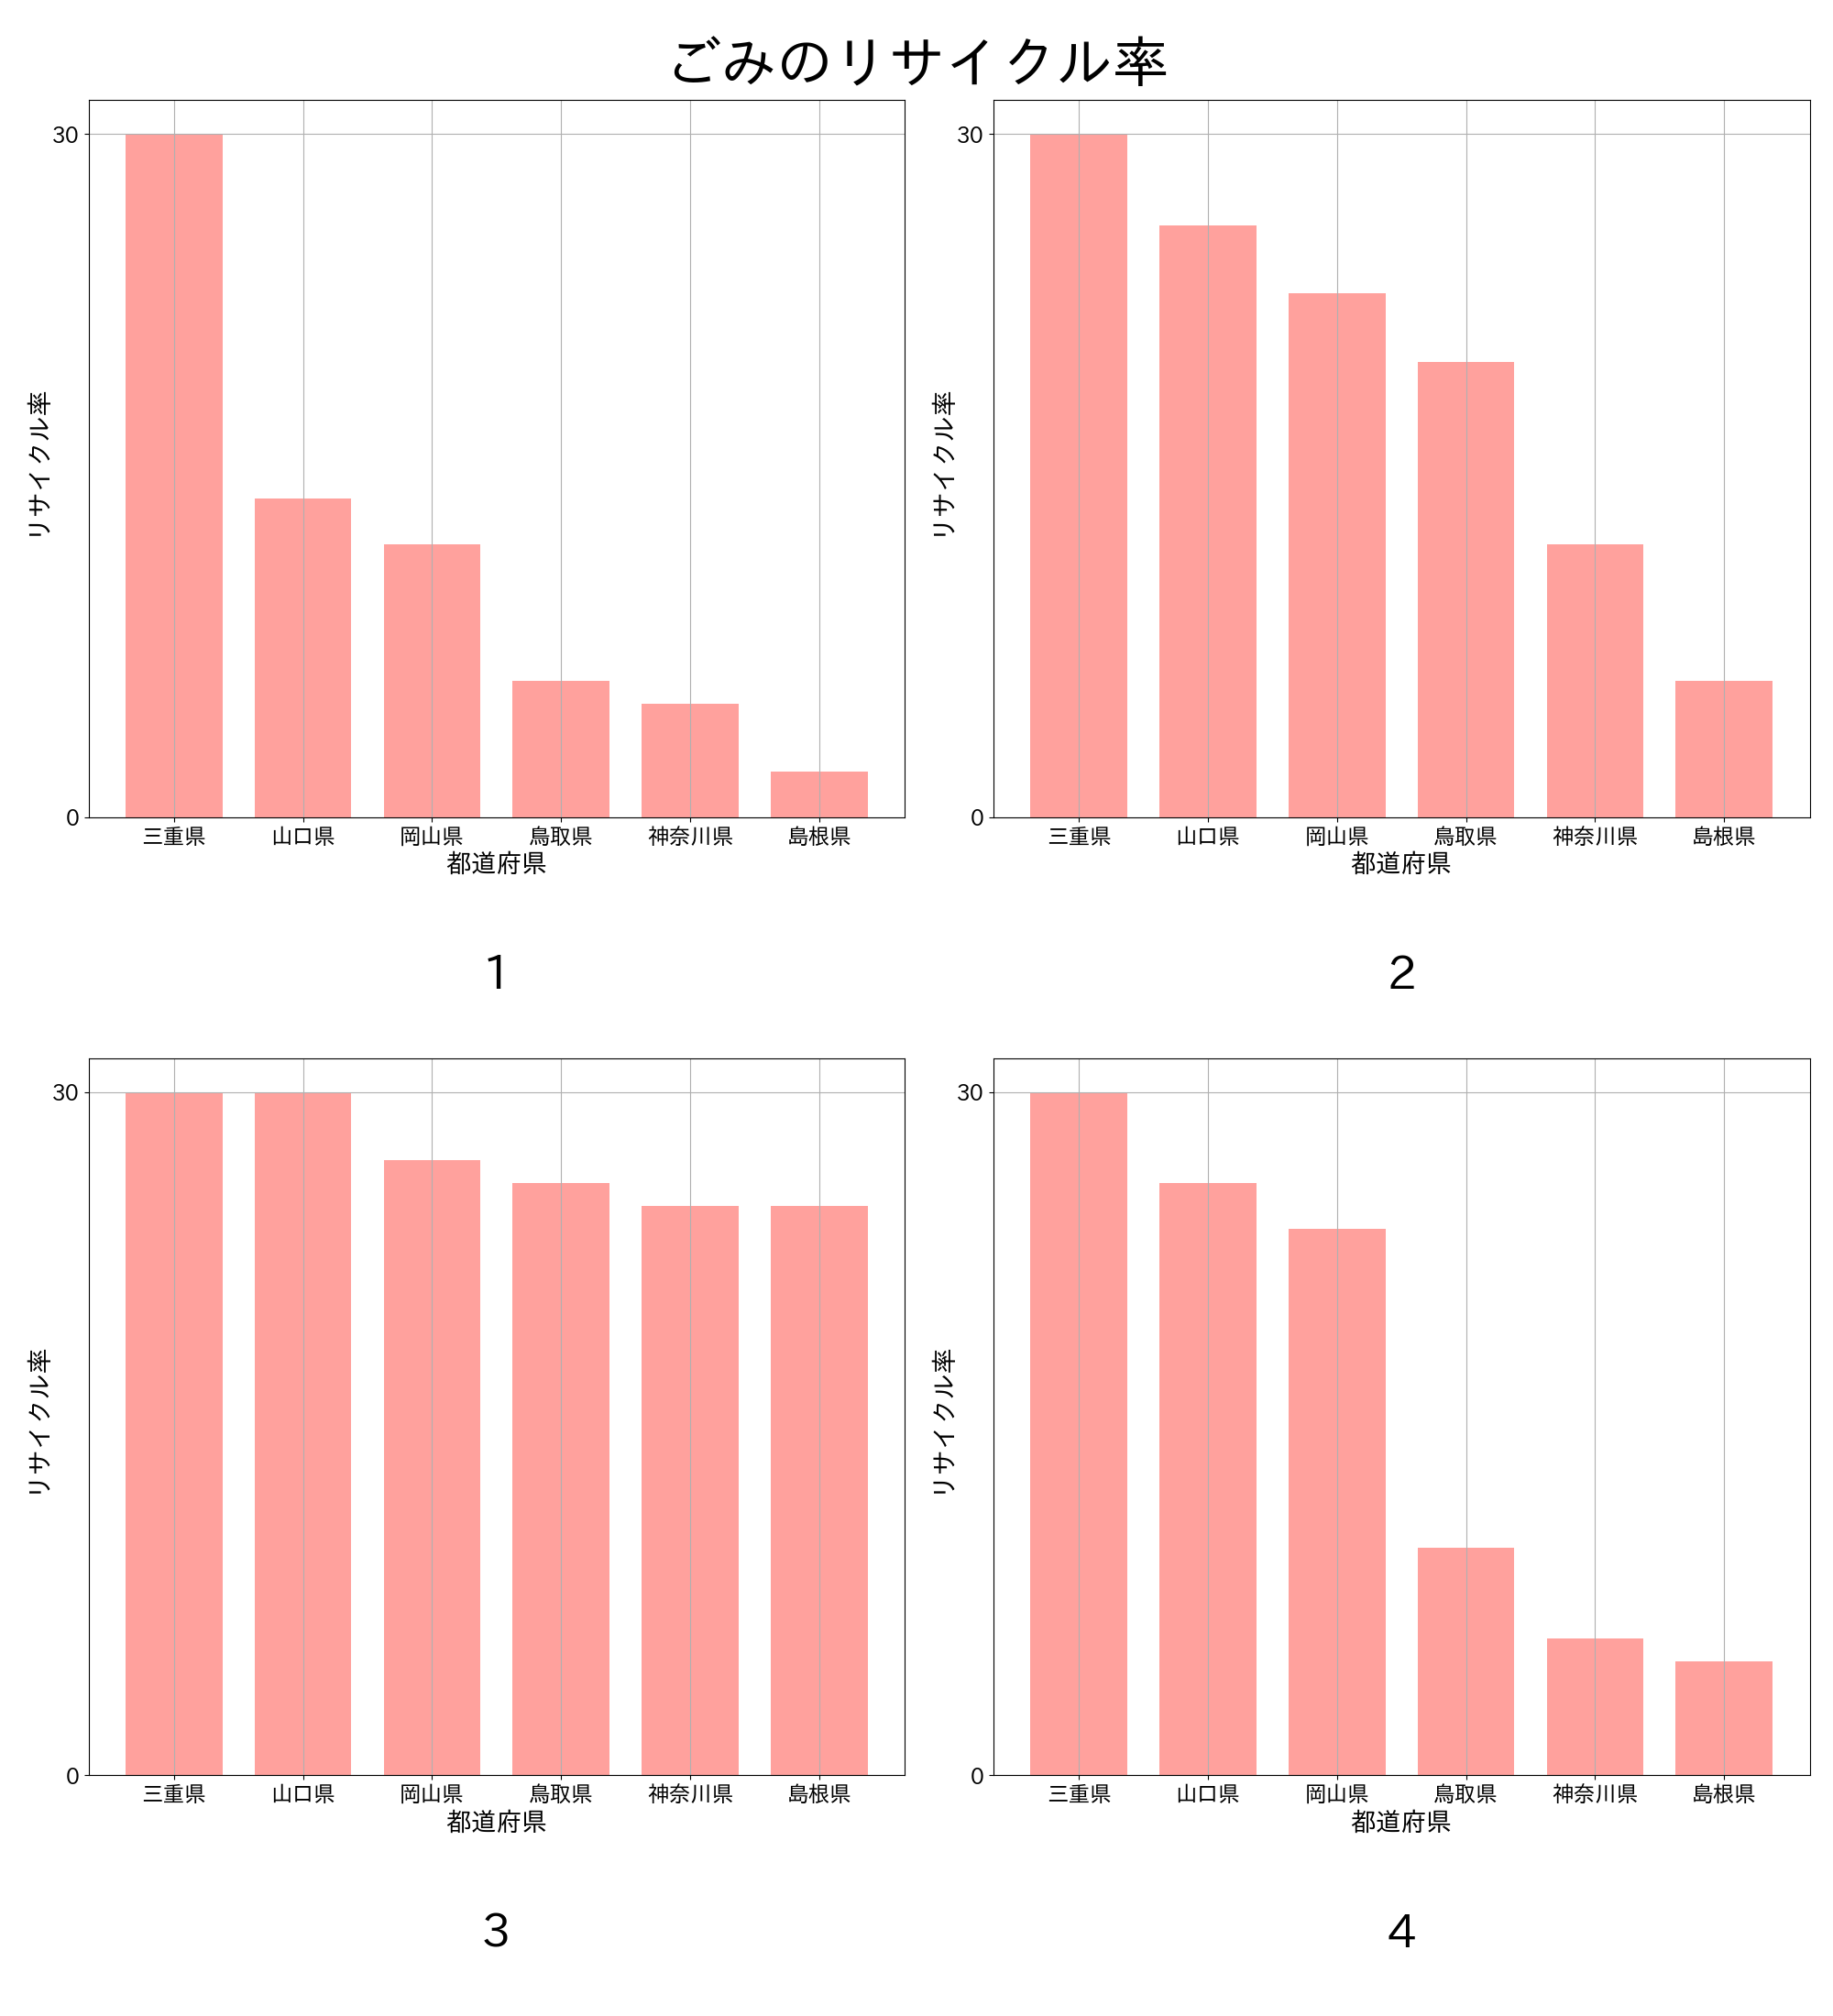 ごみのリサイクル率
30
0
リサイクル率
三重県 山口県 岡山県 鳥取県 神奈川県 島根県
都道府県
1
30
0
リサイクル率
三重県 山口県 岡山県 鳥取県 神奈川県 島根県
都道府県
2
30
0
リサイクル率
三重県 山口県 岡山県 鳥取県 神奈川県 島根県
都道府県
3
30
0
リサイクル率
三重県 山口県 岡山県 鳥取県 神奈川県 島根県
都道府県
4